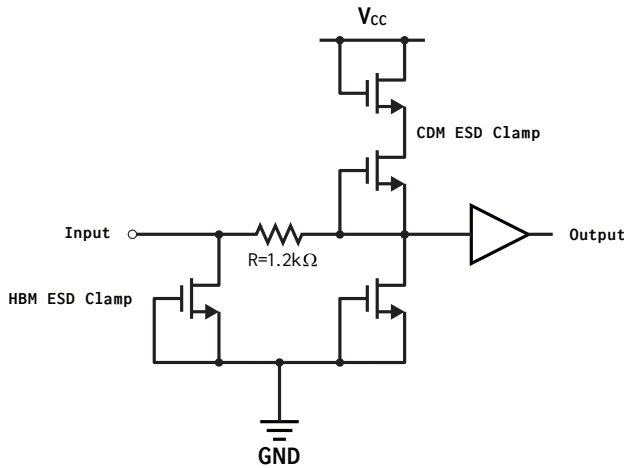 VCC
CDM ESD Clamp
Input
R=1.2kΩ
Output
HBM ESD Clamp
GND